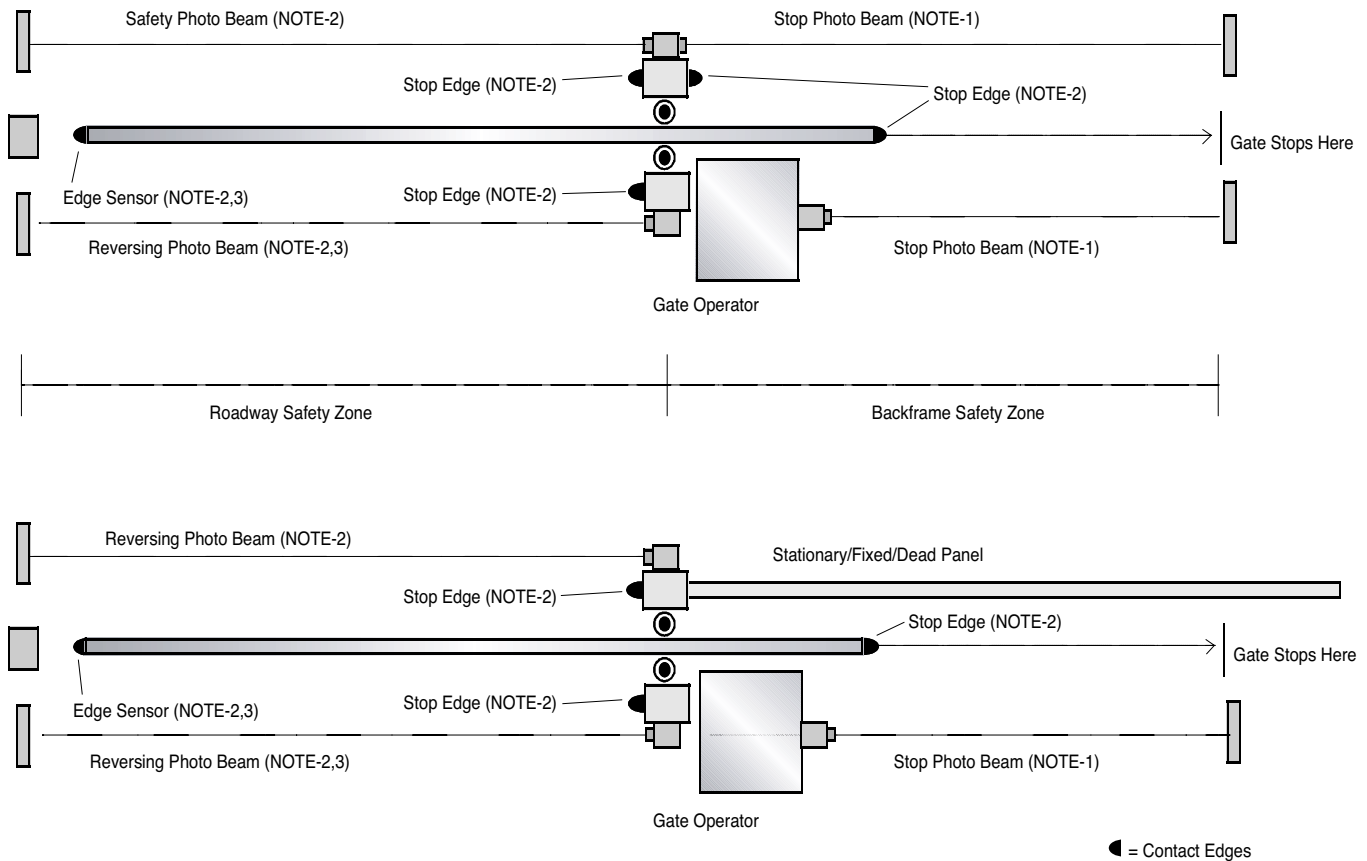 Safety Photo Beam (NOTE-2)
Stop Photo Beam (NOTE-1)
Stop Edge (NOTE-2)
Stop Edge (NOTE-2)
Gate Stops Here
Edge Sensor (NOTE-2,3)
Stop Edge (NOTE-2)
Reversing Photo Beam (NOTE-2,3)
Stop Photo Beam (NOTE-1)
Gate Operator
Roadway Safety Zone
Backframe Safety Zone
Reversing Photo Beam (NOTE-2)
Stationary/Fixed/Dead Panel
Stop Edge (NOTE-2)
Stop Edge (NOTE-2)
Gate Stops Here
Edge Sensor (NOTE-2,3)
Stop Edge (NOTE-2)
Reversing Photo Beam (NOTE-2,3)
Stop Photo Beam (NOTE-1)
Gate Operator
= Contact Edges